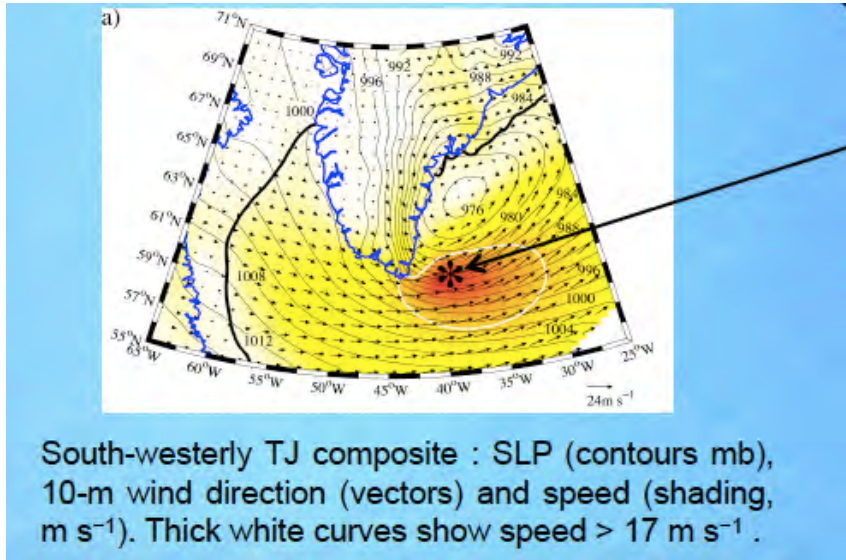 a)
71°N
69°N
67°N
65°N
63°N
61°N
59°N
57°N
55°N
65°W
60°W
55°W
50°W
45°W
40°W
35°W
30°W
25°W
992
996
1000
988
992
984
976
980
984
988
996
1000
1004
1008
1012
24m s⁻¹
South-westerly TJ composite : SLP (contours mb),
10-m wind direction (vectors) and speed (shading,
m s⁻¹). Thick white curves show speed > 17 m s⁻¹ .